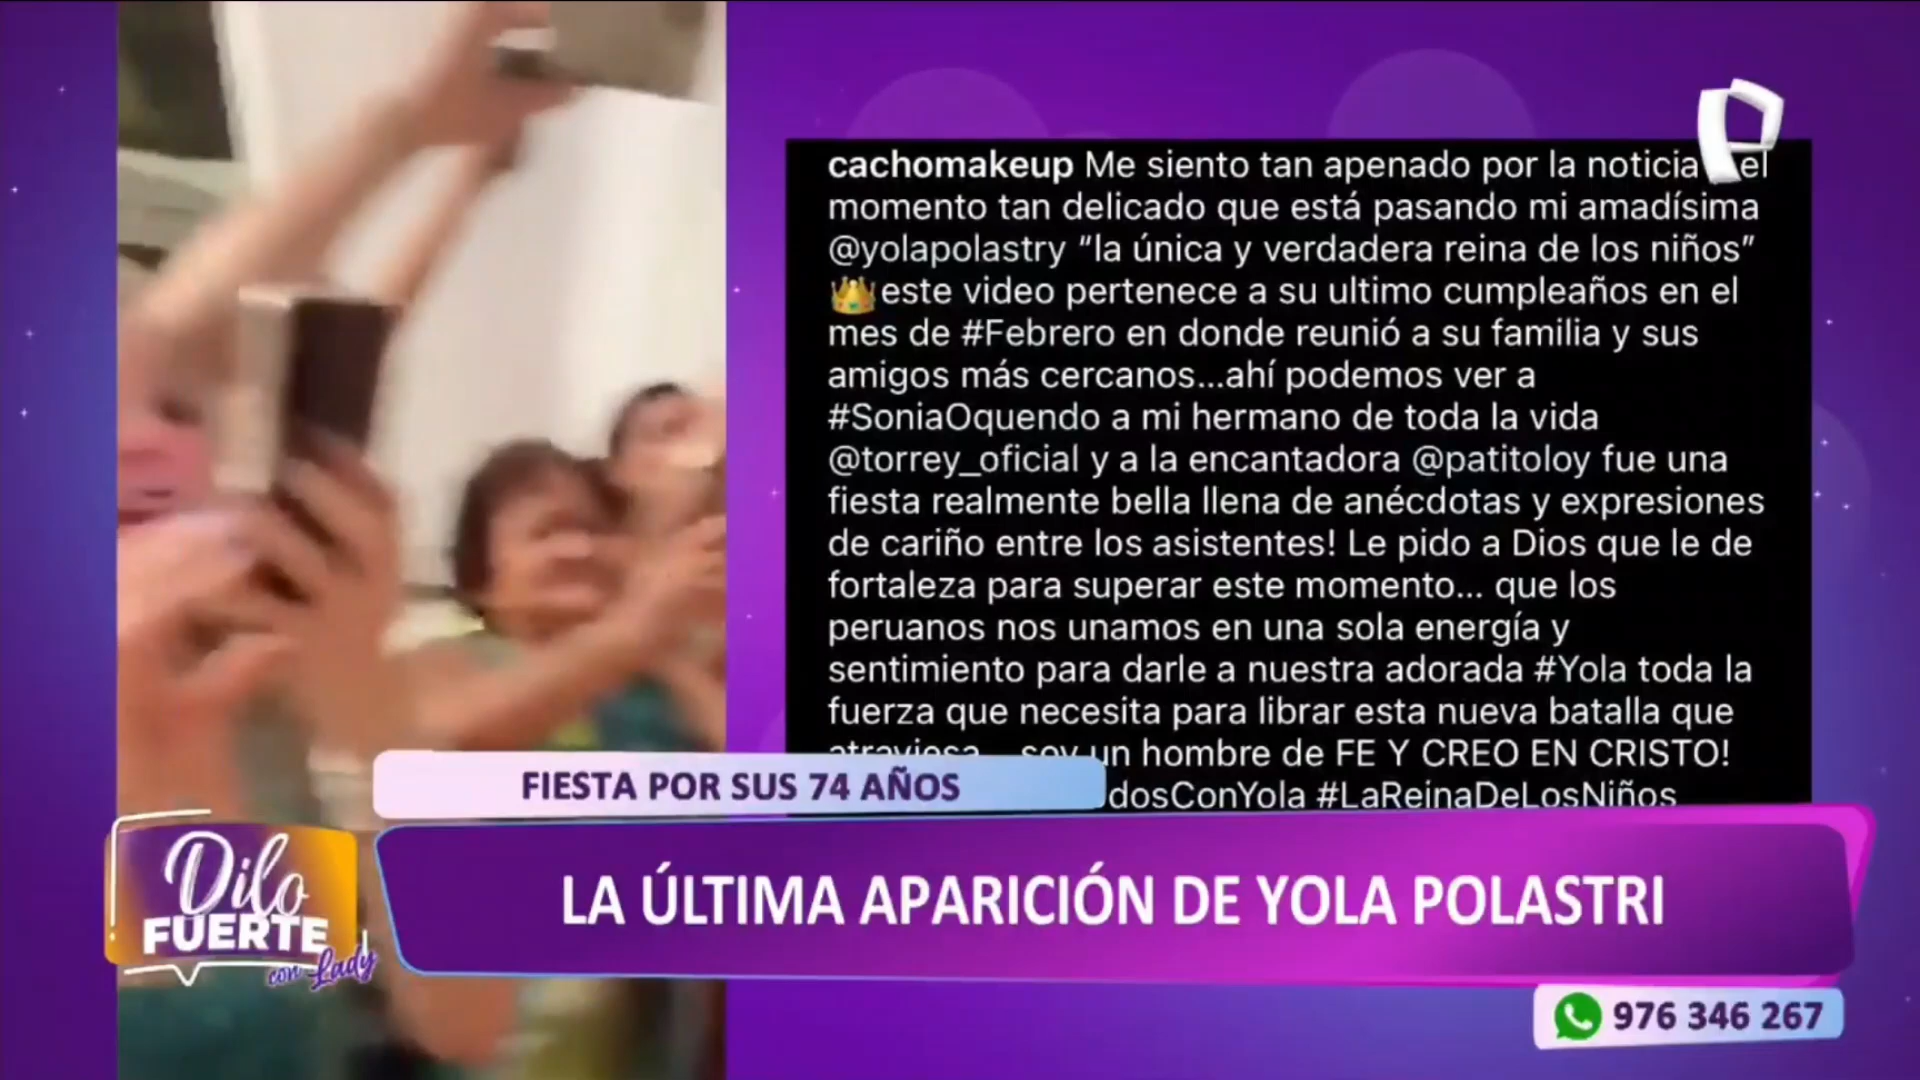 cachomakeup Me siento tan apenado por la noticia el
momento tan delicado que está pasando mi amadísima
@yolapolastry “la única y verdadera reina de los niños”
👑este video pertenece a su ultimo cumpleaños en el
mes de #Febrero en donde reunió a su familia y sus
amigos más cercanos...ahí podemos ver a
#SoniaOquendo a mi hermano de toda la vida
@torrey_oficial y a la encantadora @patitoloy fue una
fiesta realmente bella llena de anécdotas y expresiones
de cariño entre los asistentes! Le pido a Dios que le de
fortaleza para superar este momento... que los
peruanos nos unamos en una sola energía y
sentimiento para darle a nuestra adorada #Yola toda la
fuerza que necesita para librar esta nueva batalla que
atraviesa... soy un hombre de FE Y CREO EN CRISTO!
dosConYola #LaReinaDeLosNiños
FIESTA POR SUS 74 AÑOS
LA ÚLTIMA APARICIÓN DE YOLA POLASTRI
Dilo
FUERTE
con Lady
976 346 267